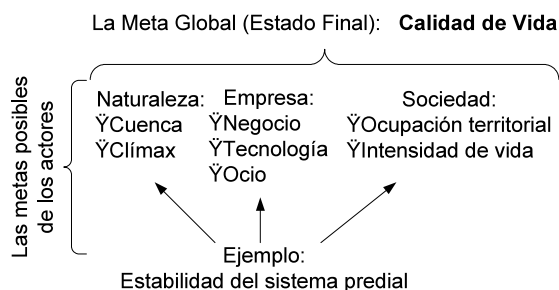 La Meta Global (Estado Final): Calidad de Vida
Las metas posibles
de los actores
Naturaleza:
ŸCuenca
ŸClímax
Empresa:
ŸNegocio
ŸTecnología
ŸOcio
Sociedad:
ŸOcupación territorial
ŸIntensidad de vida
Ejemplo:
Estabilidad del sistema predial